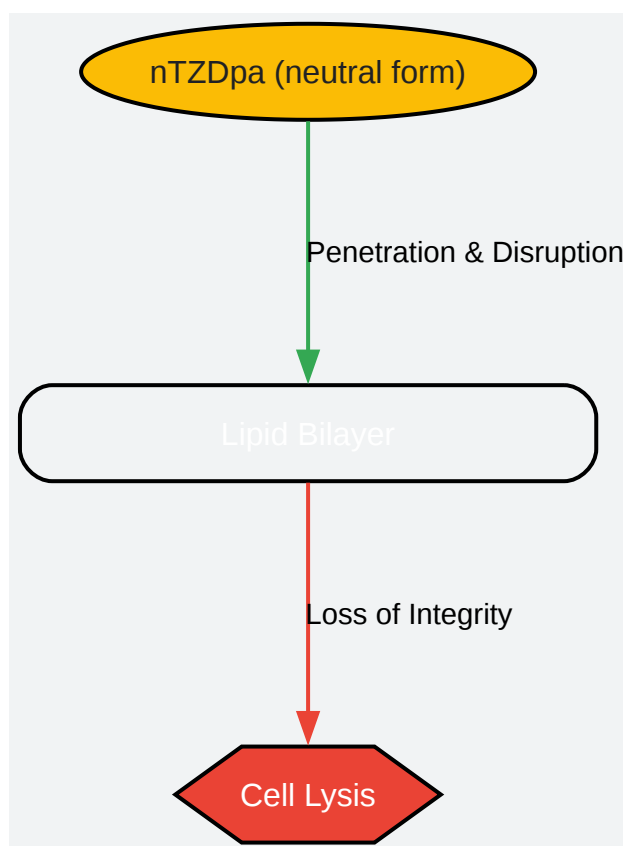 nTZDpa (neutral form)
Penetration & Disruption
Lipid Bilayer
Loss of Integrity
Cell Lysis